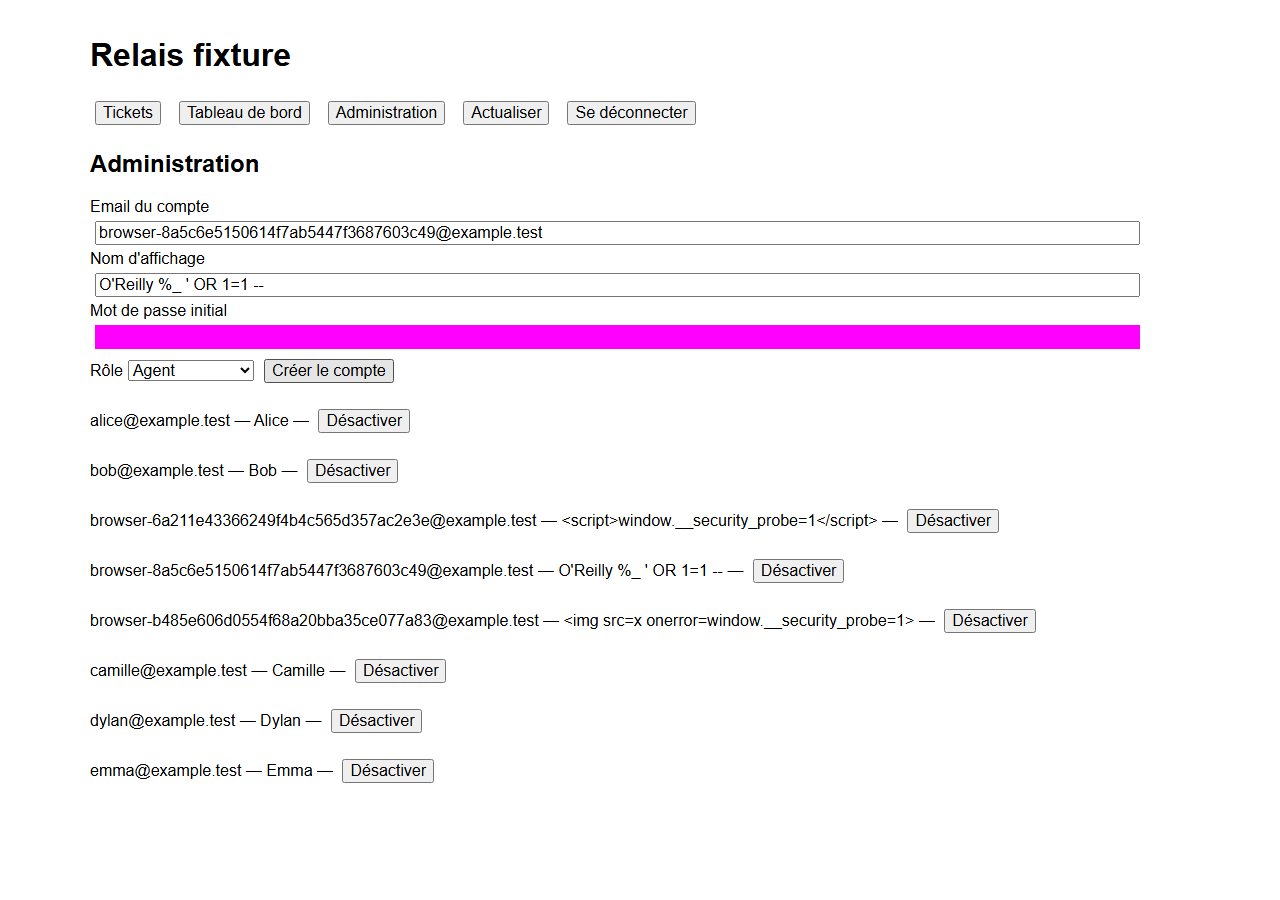 Relais fixture
Tickets Tableau de bord Administration Actualiser Se déconnecter
Administration
Email du compte
browser-8a5c6e5150614f7ab5447f3687603c49@example.test
Nom d'affichage
O'Reilly %_ ' OR 1=1 --
Mot de passe initial
Rôle Agent Créer le compte
alice@example.test — Alice — Désactiver
bob@example.test — Bob — Désactiver
browser-6a211e43366249f4b4c565d357ac2e3e@example.test — <script>window.__security_probe=1</script> — Désactiver
browser-8a5c6e5150614f7ab5447f3687603c49@example.test — O'Reilly %_ ' OR 1=1 -- — Désactiver
browser-b485e606d0554f68a20bba35ce077a83@example.test — <img src=x onerror=window.__security_probe=1> — Désactiver
camille@example.test — Camille — Désactiver
dylan@example.test — Dylan — Désactiver
emma@example.test — Emma — Désactiver